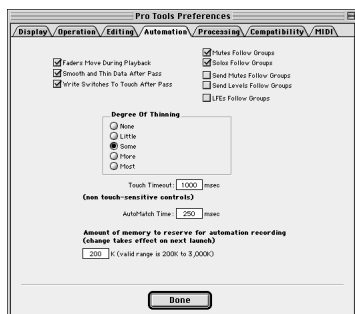 Pro Tools Preferences
Display Operation Editing Automation Processing Compatibility MIDI
Mutes Follow Groups
Faders Move During Playback
Solos Follow Groups
Smooth and Thin Data After Pass
Send Mutes Follow Groups
Write Switches To Touch After Pass
Send Levels Follow Groups
LFEs Follow Groups
Degree Of Thinning
None
Little
Some
More
Most
Touch Timeout: 1000 msec
(non touch-sensitive controls)
AutoMatch Time: 250 msec
Amount of memory to reserve for automation recording
(change takes effect on next launch)
200 K (valid range is 200K to 3,000K)
Done